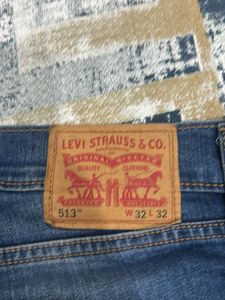 LEVI STRAUSS & CO.
ORIGINAL RIVETED
QUALITY CLOTHING
513™ W 32 L 32